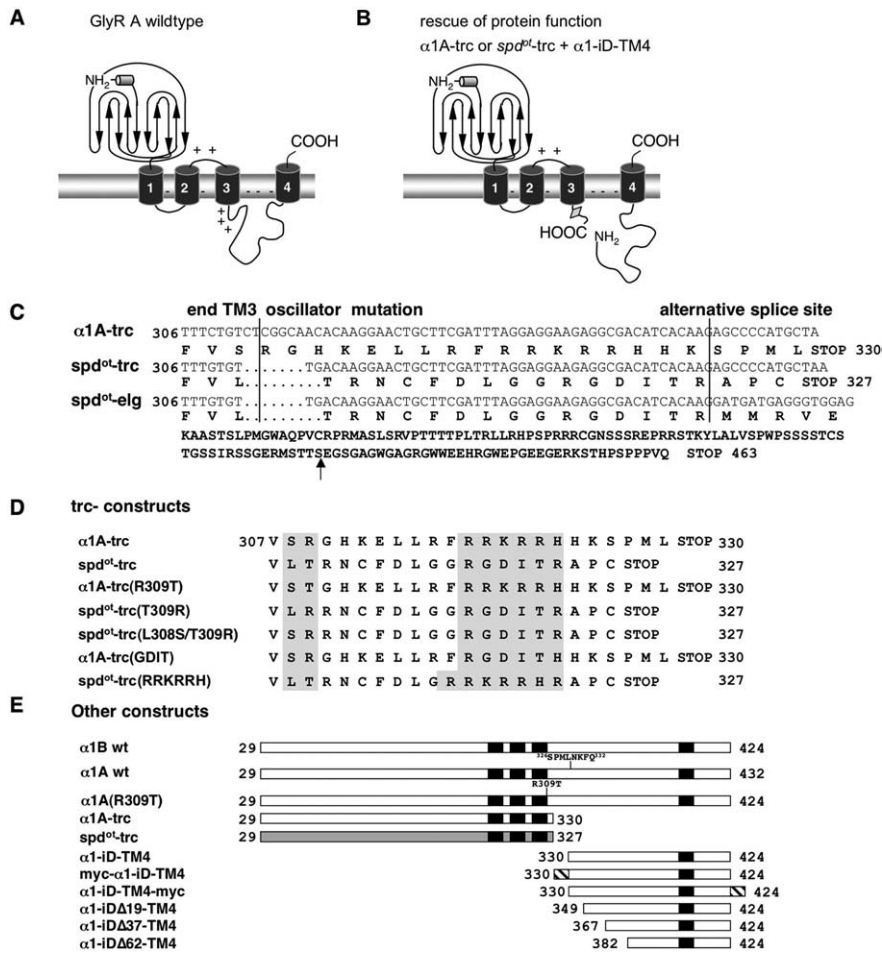 A
GlyR A wildtype
NH2
+ +
COOH
1 - 2 - 3 - - - 4
+ + +
B
rescue of protein function
α1A-trc or spdot-trc + α1-iD-TM4
NH2
+ +
COOH
1 - 2 3 - - - 4
HOOC
NH2
C
end TM3 oscillator mutation alternative splice site
α1A-trc 306 TTTCTGTCTCGGCAACACAAGGAACTGCTTCGATTTAGGAGGAAGAGGCGACATCACAAGAGCCCCATGCTA
F V S R G H K E L L R F R R K R R H H K S P M L STOP 330
spdot-trc 306 TTTGTGT........TGACAAGGAACTGCTTCGATTTAGGAGGAAGAGGCGACATCACAAGAGCCCCATGCTAA
F V L........T R N C F D L G G R G D I T R A P C STOP 327
spdot-elg 306 TTTGTGT........TGACAAGGAACTGCTTCGATTTAGGAGGAAGAGGCGACATCACAAGGATGATGAGGGTGGAG
F V L........T R N C F D L G G R G D I T R M M R V E
KAASTSLPMGWAQPVCRPRMASLSRVPTTTTPLTRLLRHPSPRRRCGNSSSREPRRSTKYLALVSPWPSSSSTCS
TGSSIRSSGERMSTTSEGSGAGWGAGRGWWEEHRGWEPGEEGERKSTHPSPPPVQ STOP 463
D
trc- constructs
α1A-trc 307 V S R G H K E L L R F R R K R R H H K S P M L STOP 330
spdot-trc V L T R N C F D L G G R G D I T R A P C STOP 327
α1A-trc(R309T) V S T G H K E L L R F R R K R R H H K S P M L STOP 330
spdot-trc(T309R) V L R R N C F D L G G R G D I T R A P C STOP 327
spdot-trc(L308S/T309R) V S R R N C F D L G G R G D I T R A P C STOP 327
α1A-trc(GDIT) V S R G H K E L L R F R G D I T H H K S P M L STOP 330
spdot-trc(RRKRRH) V L T R N C F D L G R R K R R H R A P C STOP 327
E
Other constructs
α1B wt 29 424
326SPMLNKFQ332
α1A wt 29 432
R309T
α1A(R309T) 29 424
α1A-trc 29 330
spdot-trc 29 327
α1-iD-TM4 330 424
myc-α1-iD-TM4 330 424
α1-iD-TM4-myc 330 424
α1-iDΔ19-TM4 349 424
α1-iDΔ37-TM4 367 424
α1-iDΔ62-TM4 382 424